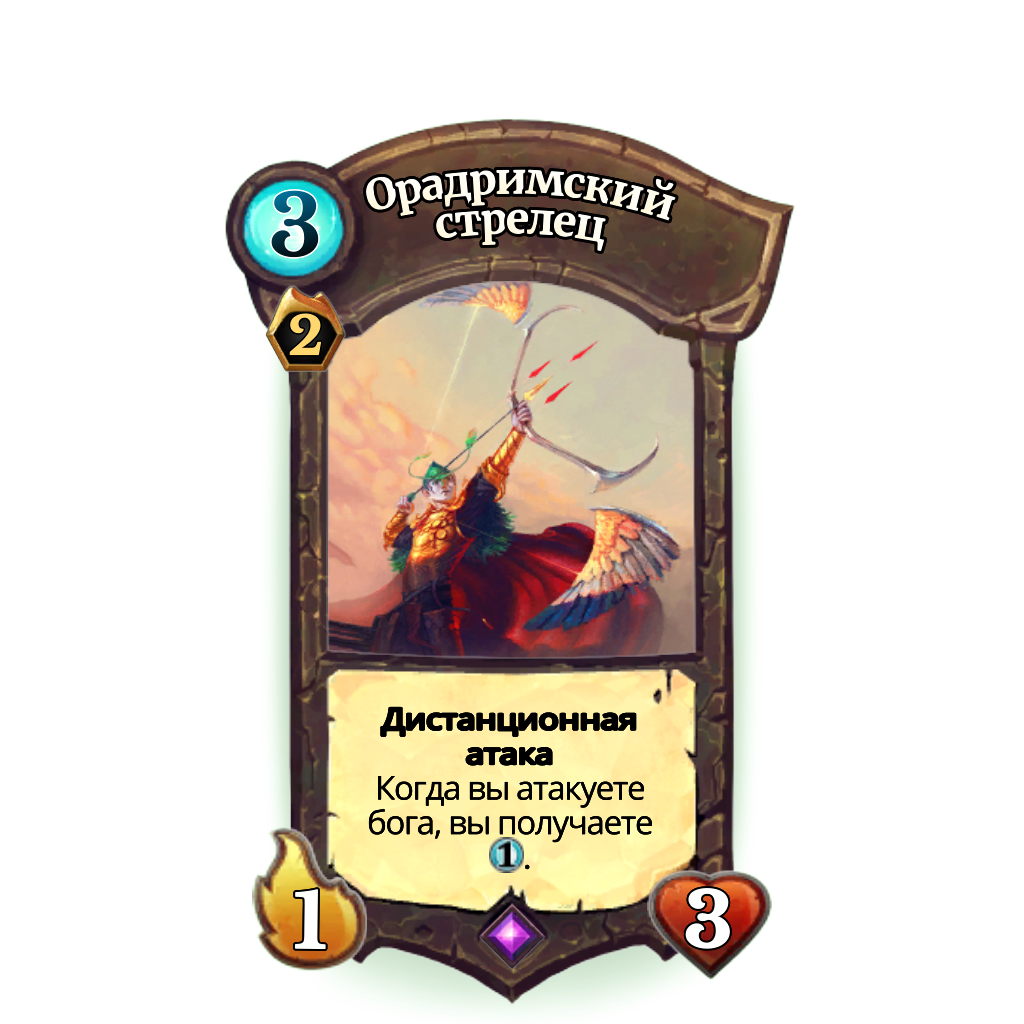 Орадримский
стрелец
3
2
Дистанционная
атака
Когда вы атакуете
бога, вы получаете
1.
1
3